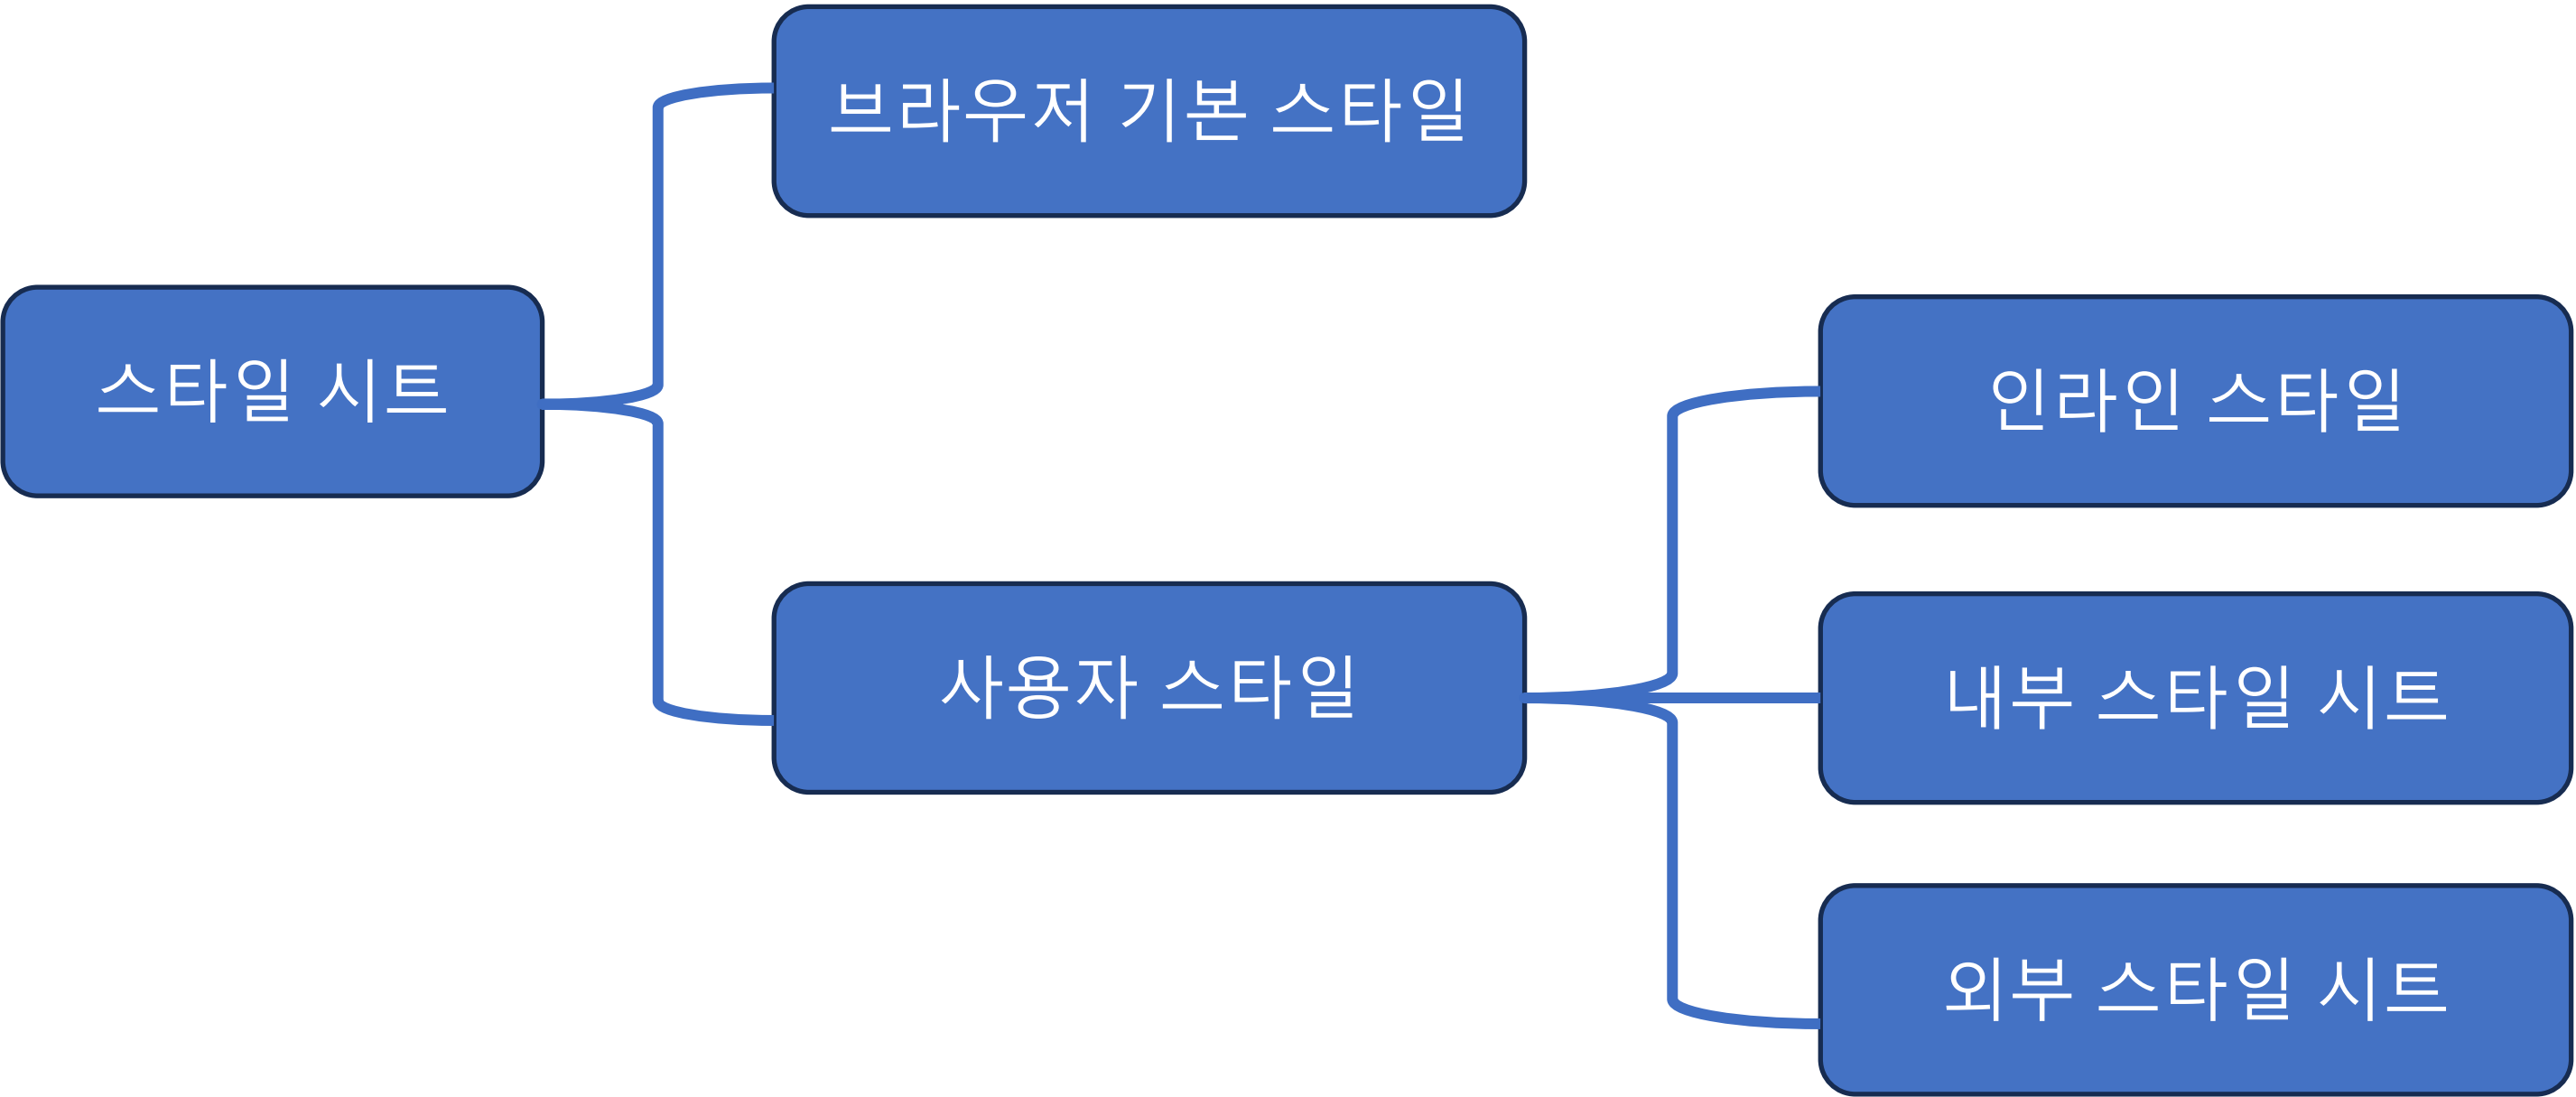 브라우저 기본 스타일
스타일 시트
인라인 스타일
사용자 스타일
내부 스타일 시트
외부 스타일 시트